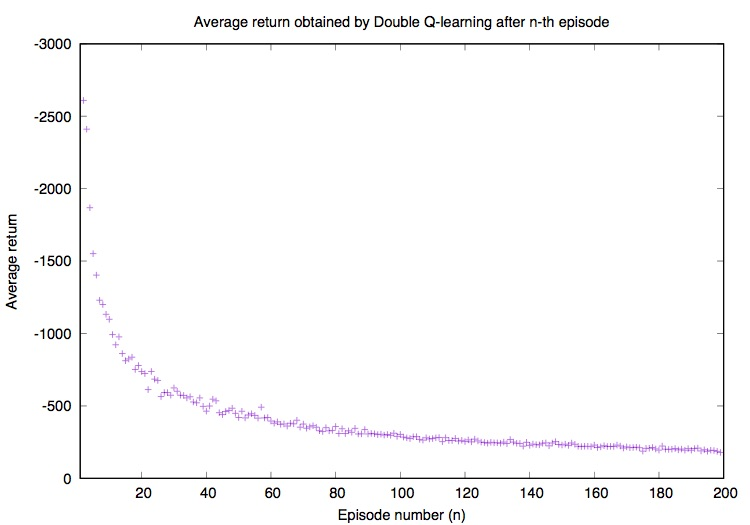 Average return obtained by Double Q-learning after n-th episode
-3000
-2500
-2000
-1500
-1000
-500
0
Average return
20 40 60 80 100 120 140 160 180 200
Episode number (n)